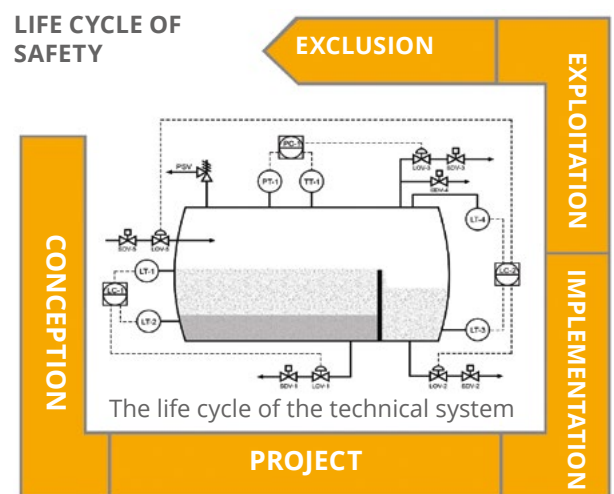 LIFE CYCLE OF
SAFETY
EXCLUSION
EXPLOITATION
PC-1
PSV
PT-1
TT-1
LOV-3
SDV-3
SDV-4
LT-4
SDV-5
LOV-5
CONCEPTION
LT-1
LC-1
LT-2
LC-2
LT-3
IMPLEMENTATION
SDV-1
LOV-1
LOV-2
SDV-2
The life cycle of the technical system
PROJECT